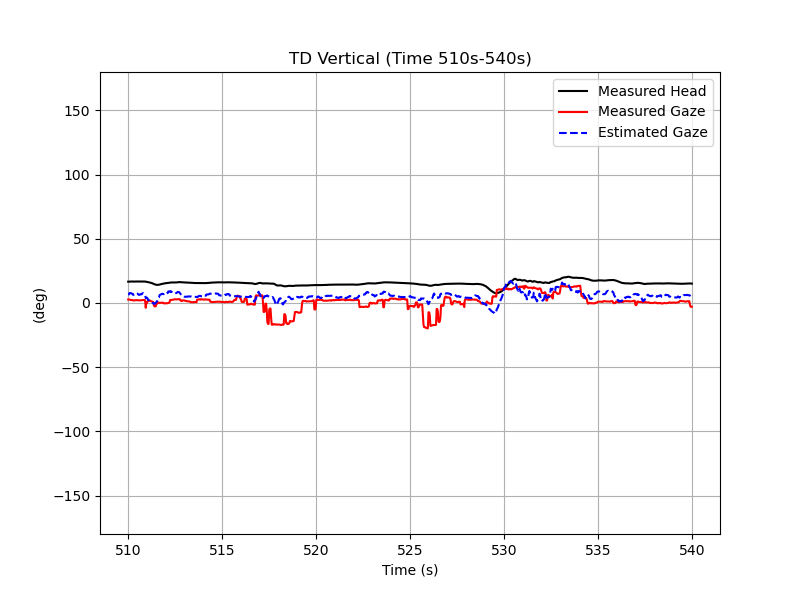 TD Vertical (Time 510s-540s)
Measured Head
Measured Gaze
Estimated Gaze
150
100
50
0
−50
−100
−150
(deg)
510 515 520 525 530 535 540
Time (s)